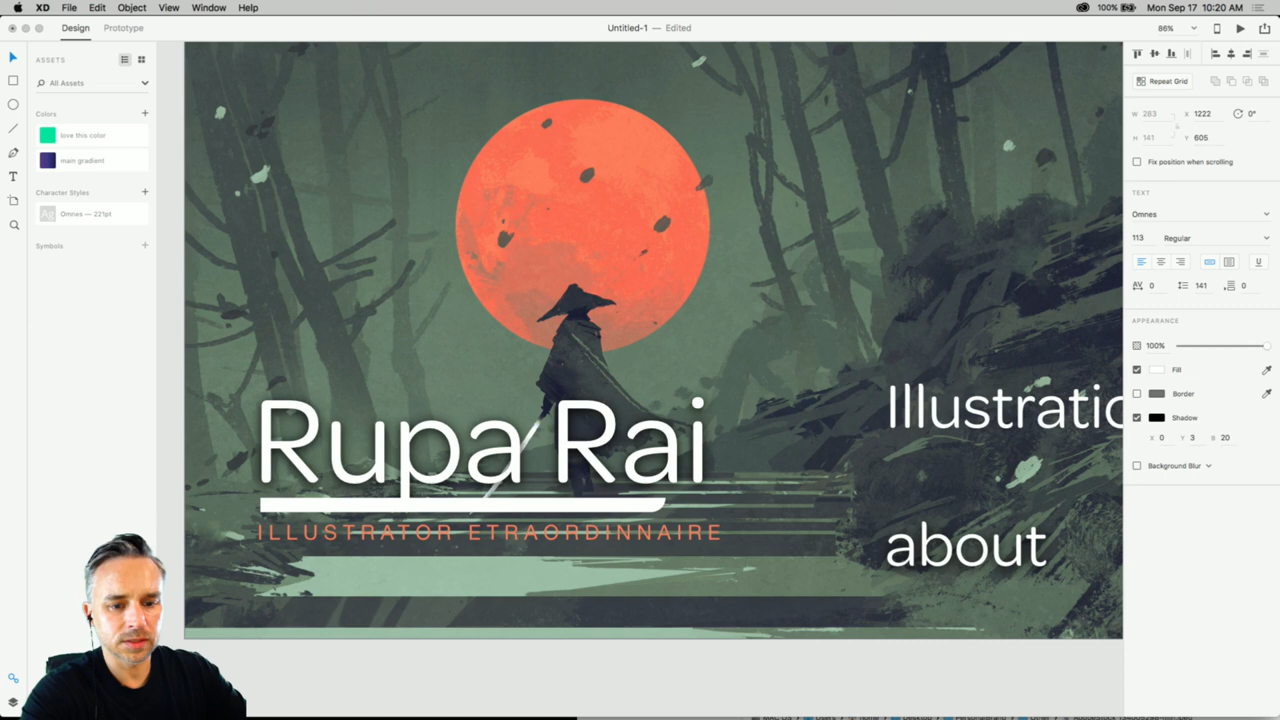 XD File Edit Object View Window Help 100% Mon Sep 17 10:20 AM
Design Prototype Untitled-1 — Edited 86%
ASSETS
All Assets
Colors
love this color
main gradient
Character Styles
Ag Omnes — 221pt
Symbols
Rupa Rai
ILLUSTRATOR ETRAORDINNAIRE
Illustratio
about
Repeat Grid
W 283 X 1222 0°
H 141 Y 605
Fix position when scrolling
TEXT
Omnes
113 Regular
AV 0 141 0
APPEARANCE
100%
Fill
Border
Shadow
X 0 Y 3 B 20
Background Blur